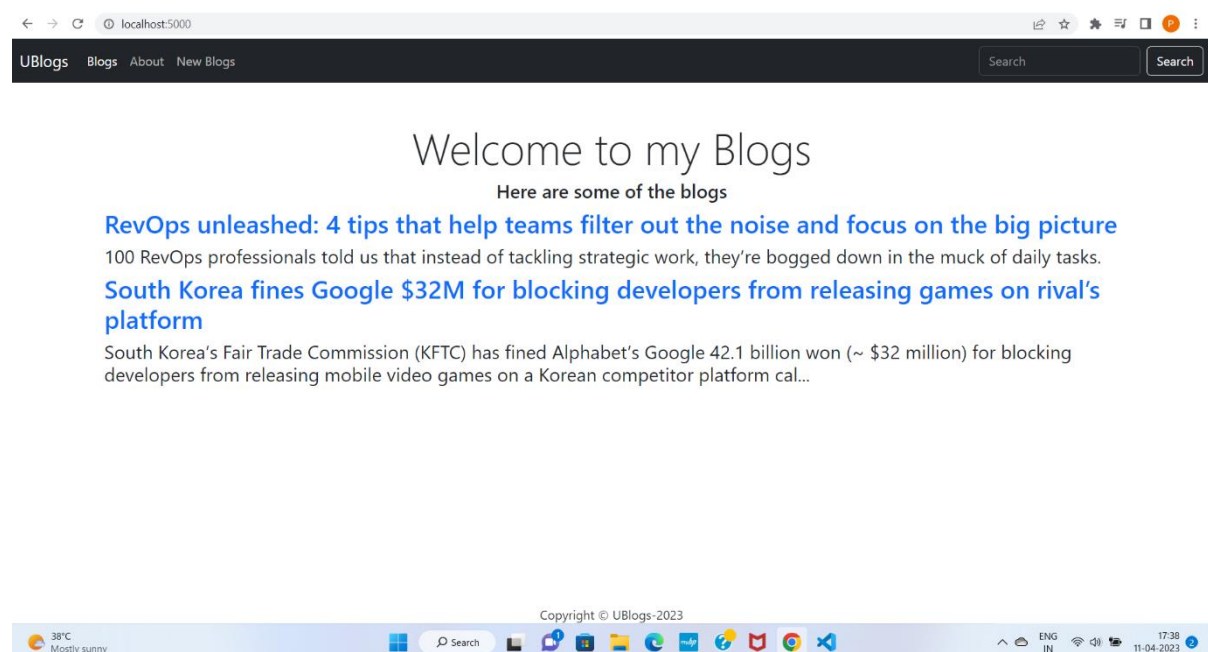 localhost:5000
UBlogs Blogs About New Blogs Search Search
Welcome to my Blogs
Here are some of the blogs
RevOps unleashed: 4 tips that help teams filter out the noise and focus on the big picture
100 RevOps professionals told us that instead of tackling strategic work, they’re bogged down in the muck of daily tasks.
South Korea fines Google $32M for blocking developers from releasing games on rival’s
platform
South Korea’s Fair Trade Commission (KFTC) has fined Alphabet’s Google 42.1 billion won (~ $32 million) for blocking
developers from releasing mobile video games on a Korean competitor platform cal...
Copyright © UBlogs-2023
38°C
Mostly sunny
Search
ENG
IN
17:38
11-04-2023